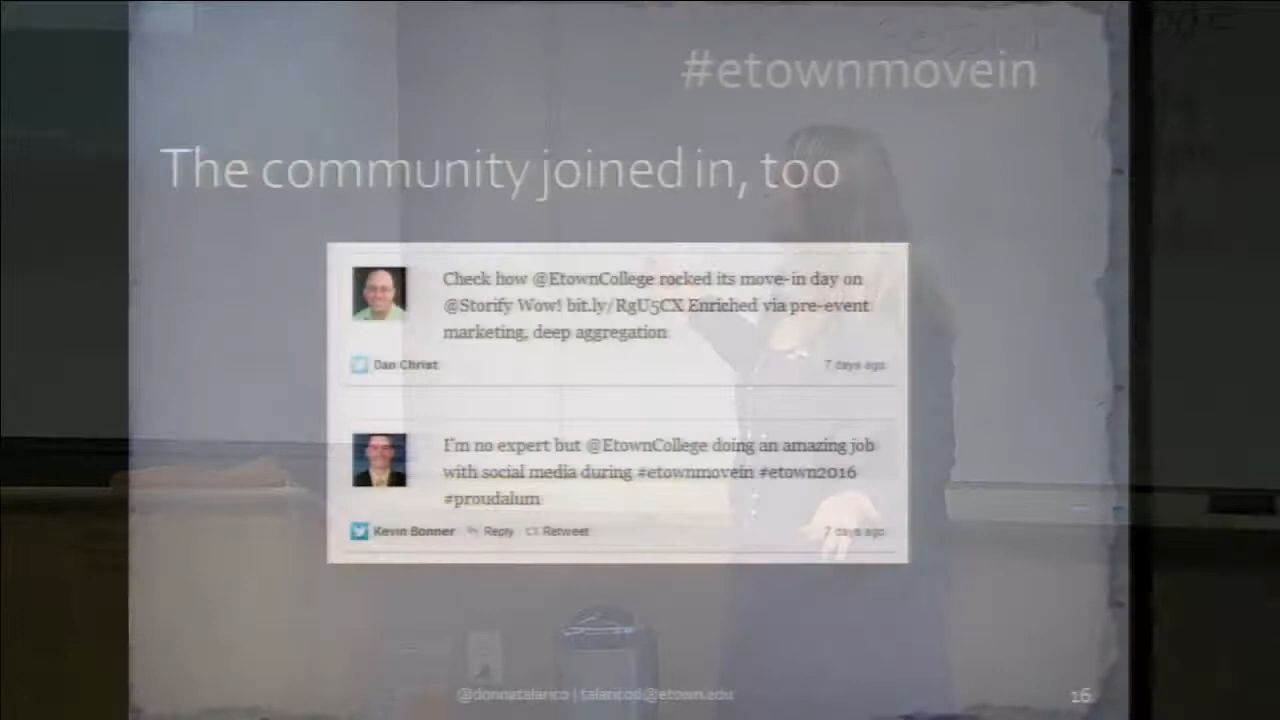 #etownmovein
The community joined in, too
Check how @EtownCollege rocked its move-in day on
@Storify Wow! bit.ly/RgU5CX Enriched via pre-event
marketing, deep aggregation
Dan Christ 7 days ago
I'm no expert but @EtownCollege doing an amazing job
with social media during #etownmovein #etown2016
#proudalum
Kevin Bonner Reply Retweet 7 days ago
@donnatalarico | talaricod@etown.edu
16